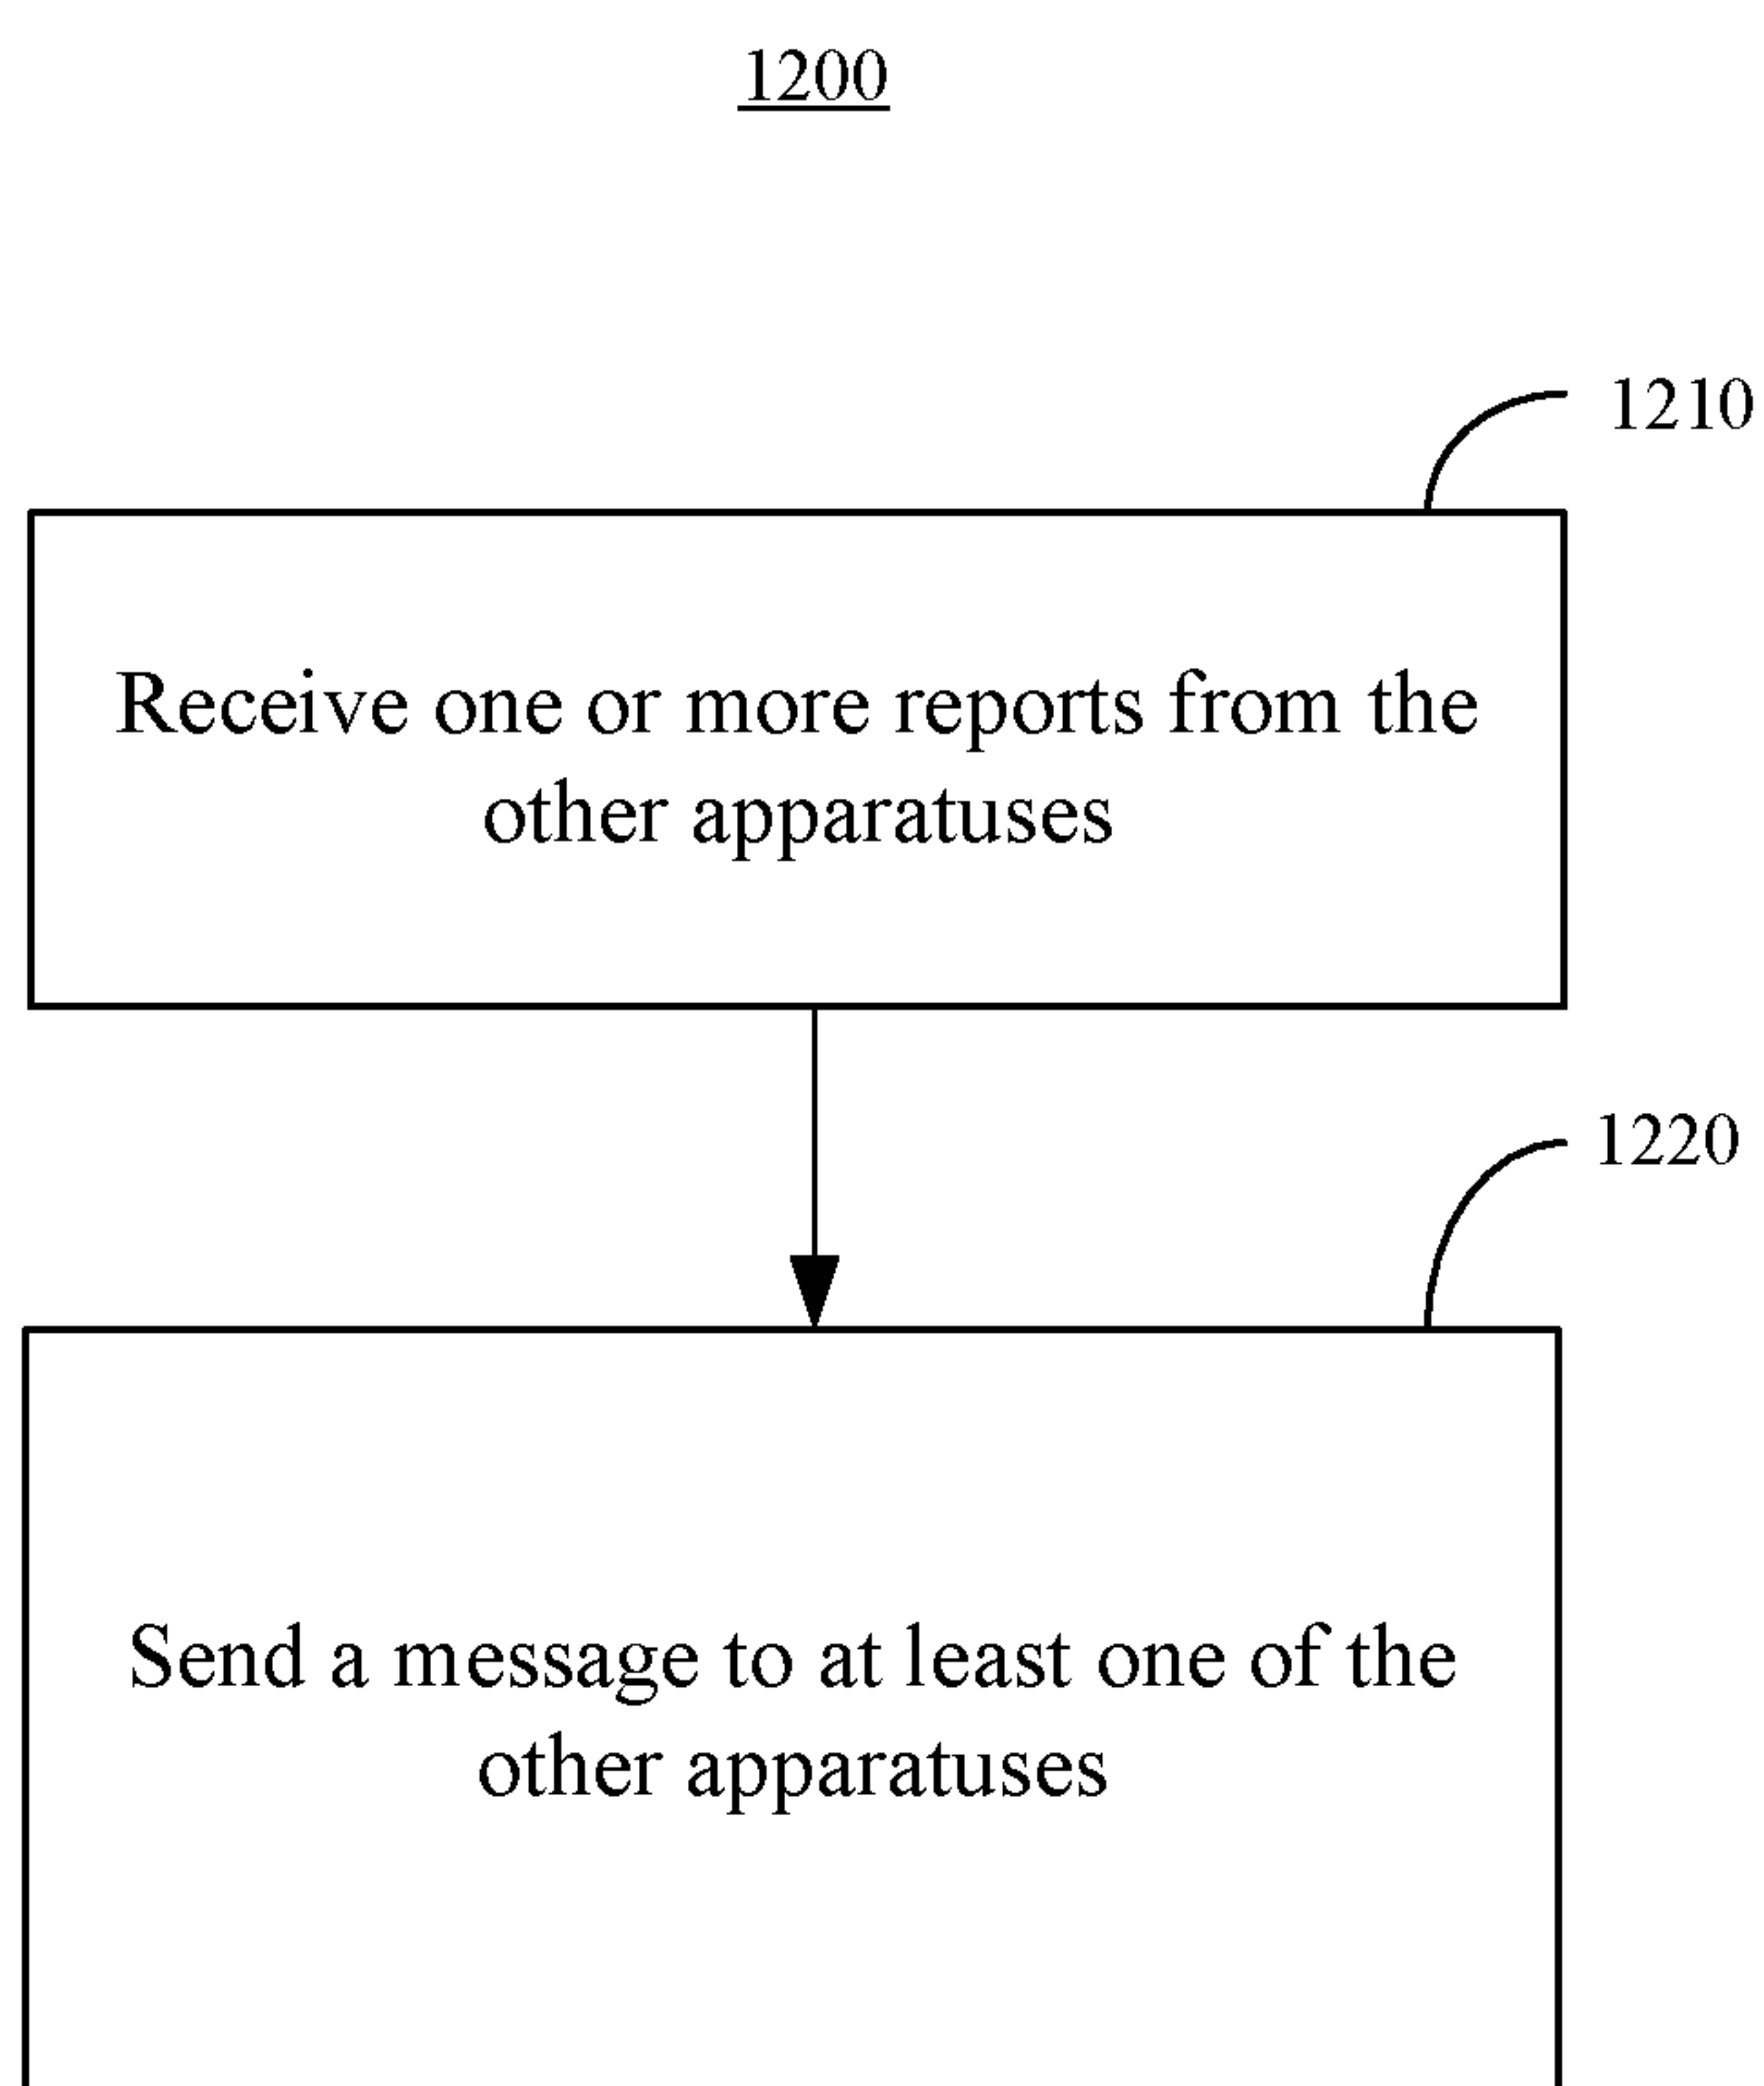 1200
1210
Receive one or more reports from the
other apparatuses
1220
Send a message to at least one of the
other apparatuses